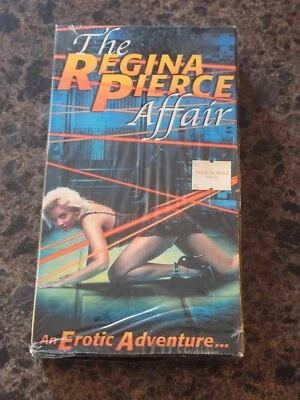 The
REGINA
PIERCE
Affair
An Erotic Adventure...